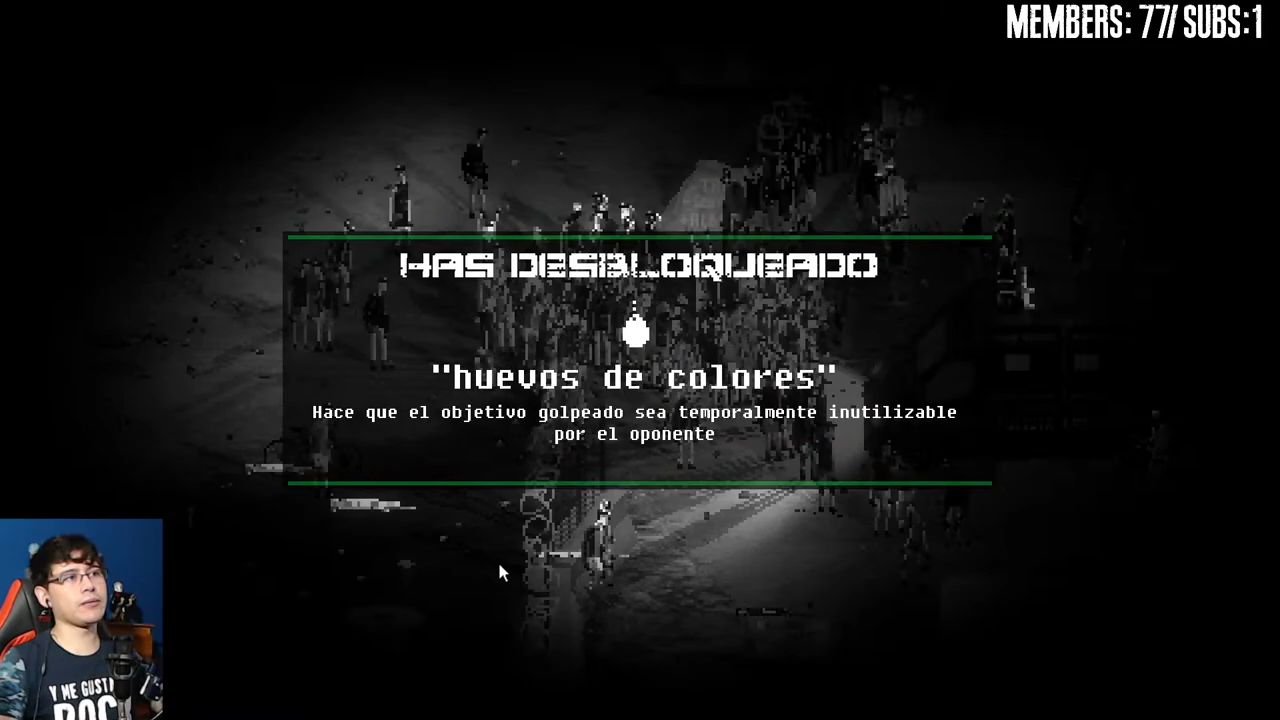 MEMBERS: 77// SUBS:1
HAS DESBLOQUEADO
"huevos de colores"
Hace que el objetivo golpeado sea temporalmente inutilizable
por el oponente
Y ME GUSTA